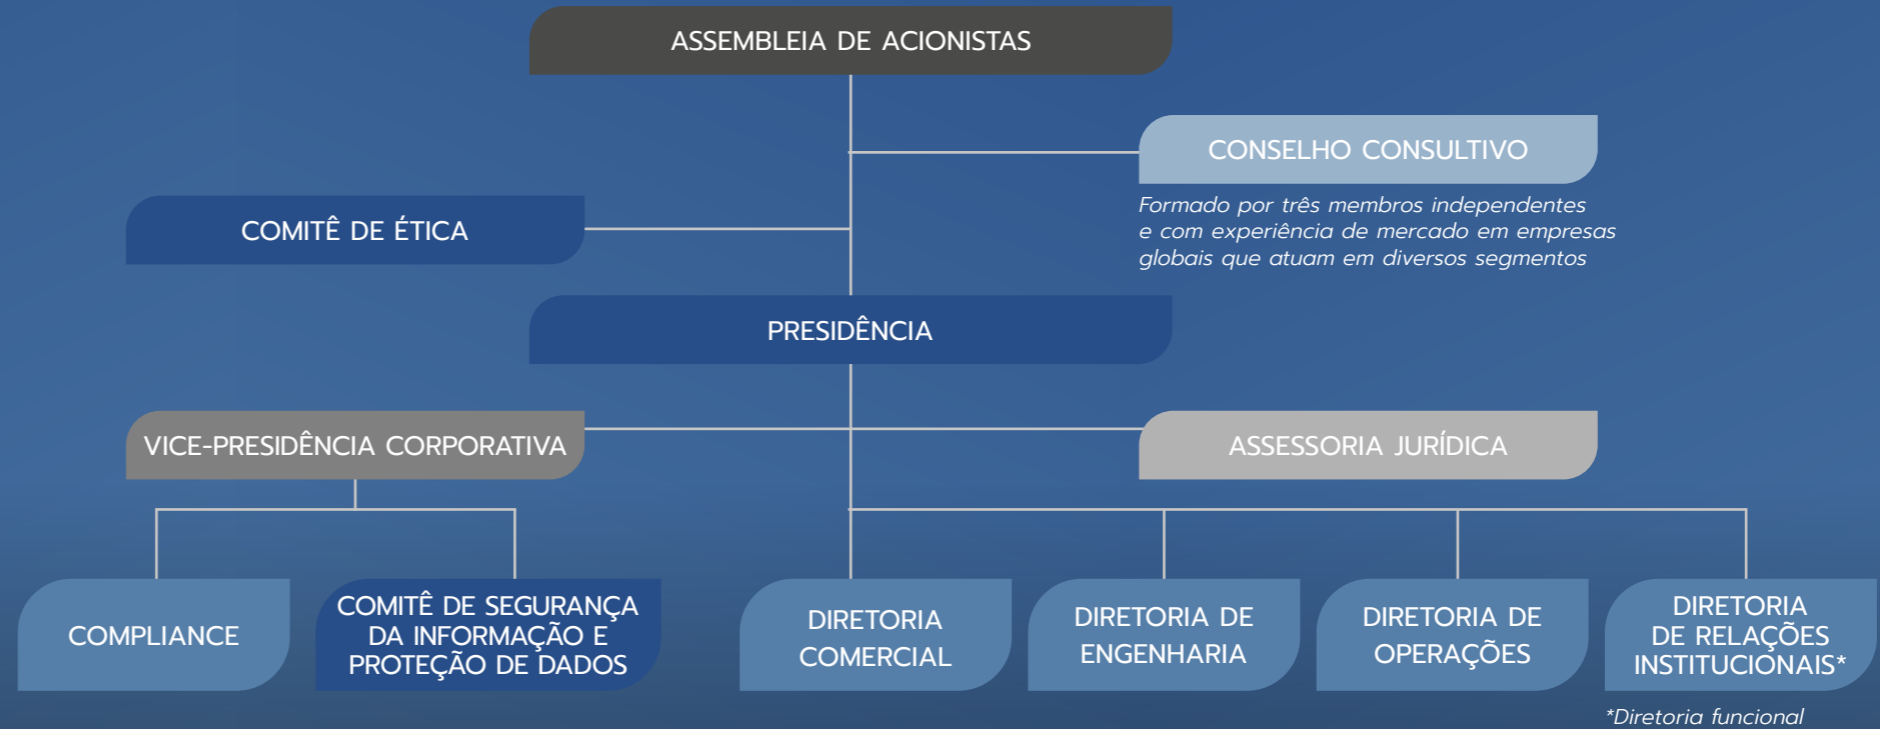 ASSEMBLEIA DE ACIONISTAS
CONSELHO CONSULTIVO
Formado por três membros independentes
e com experiência de mercado em empresas
globais que atuam em diversos segmentos
COMITÊ DE ÉTICA
PRESIDÊNCIA
VICE-PRESIDÊNCIA CORPORATIVA
ASSESSORIA JURÍDICA
COMPLIANCE
COMITÊ DE SEGURANÇA
DA INFORMAÇÃO E
PROTEÇÃO DE DADOS
DIRETORIA
COMERCIAL
DIRETORIA DE
ENGENHARIA
DIRETORIA DE
OPERAÇÕES
DIRETORIA
DE RELAÇÕES
INSTITUCIONAIS*
*Diretoria funcional